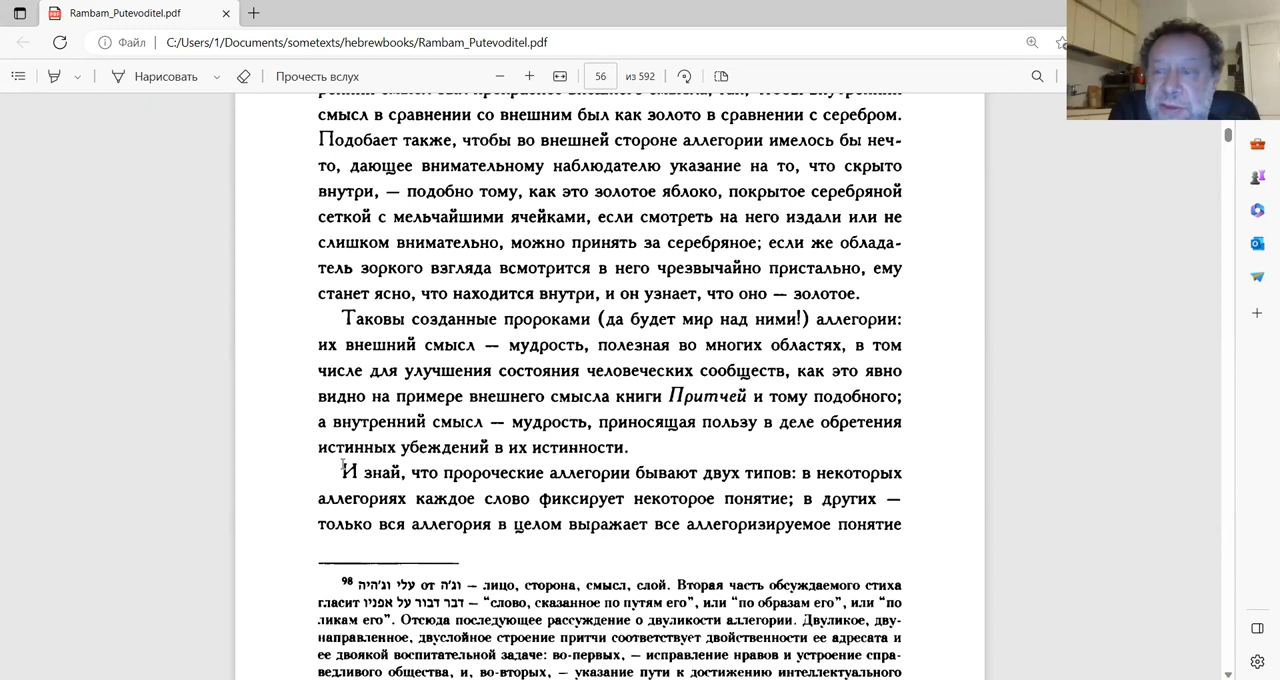 Rambam_Putevoditel.pdf
Файл
C:/Users/1/Documents/sometexts/hebrewbooks/Rambam_Putevoditel.pdf
Нарисовать
Прочесть вслух
56
из 592
смысл в сравнении со внешним был как золото в сравнении с серебром.
Подобает также, чтобы во внешней стороне аллегории имелось бы неч-
то, дающее внимательному наблюдателю указание на то, что скрыто
внутри, — подобно тому, как это золотое яблоко, покрытое серебряной
сеткой с мельчайшими ячейками, если смотреть на него издали или не
слишком внимательно, можно принять за серебряное; если же облада-
тель зоркого взгляда всмотрится в него чрезвычайно пристально, ему
станет ясно, что находится внутри, и он узнает, что оно — золотое.
Таковы созданные пророками (да будет мир над ними!) аллегории:
их внешний смысл — мудрость, полезная во многих областях, в том
числе для улучшения состояния человеческих сообществ, как это явно
видно на примере внешнего смысла книги Притчей и тому подобного;
а внутренний смысл — мудрость, приносящая пользу в деле обретения
истинных убеждений в их истинности.
И знай, что пророческие аллегории бывают двух типов: в некоторых
аллегориях каждое слово фиксирует некоторое понятие; в других —
только вся аллегория в целом выражает все аллегоризируемое понятие
98 עלי וג'היה от וג'ה — лицо, сторона, смысл, слой. Вторая часть обсуждаемого стиха
гласит דבר דבור על אפניו — “слово, сказанное по путям его”, или “по образам его”, или “по
ликам его”. Отсюда последующее рассуждение о двуликости аллегории. Двуликое, дву-
направленное, двуслойное строение притчи соответствует двойственности ее адресата и
ее двоякой воспитательной задаче: во-первых, — исправление нравов и устроение спра-
ведливого общества, и, во-вторых, — указание пути к достижению интеллектуального